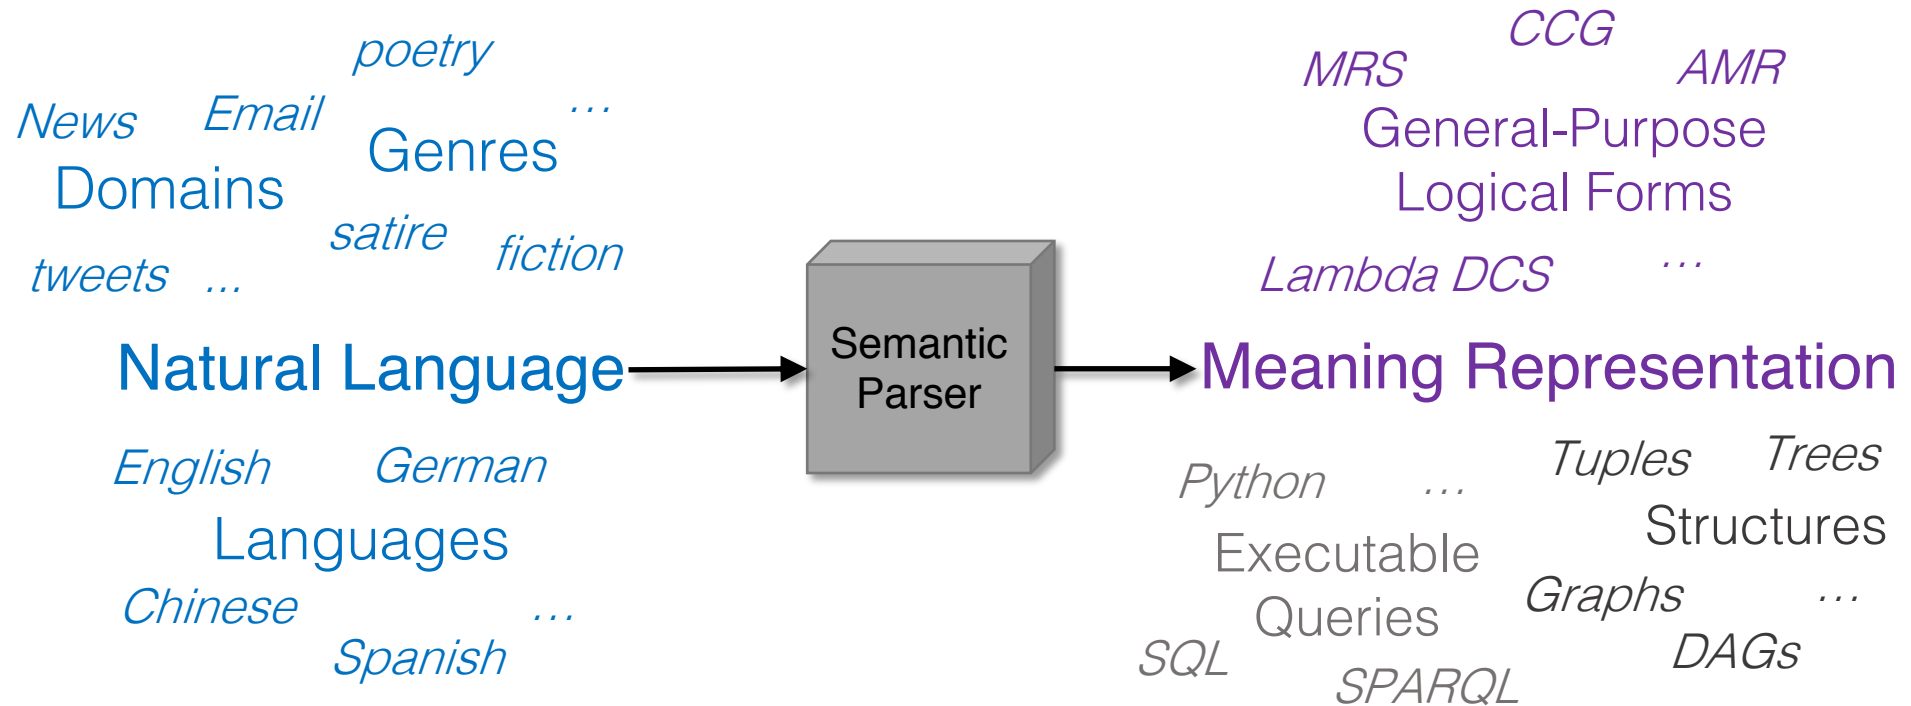 poetry
News Email …
Genres
Domains
satire
fiction
tweets ...
Natural Language
English German
Languages
Chinese …
Spanish
Semantic
Parser
CCG
MRS AMR
General-Purpose
Logical Forms
Lambda DCS …
Meaning Representation
Python …
Executable
Queries
SQL
SPARQL
Tuples Trees
Structures
Graphs …
DAGs